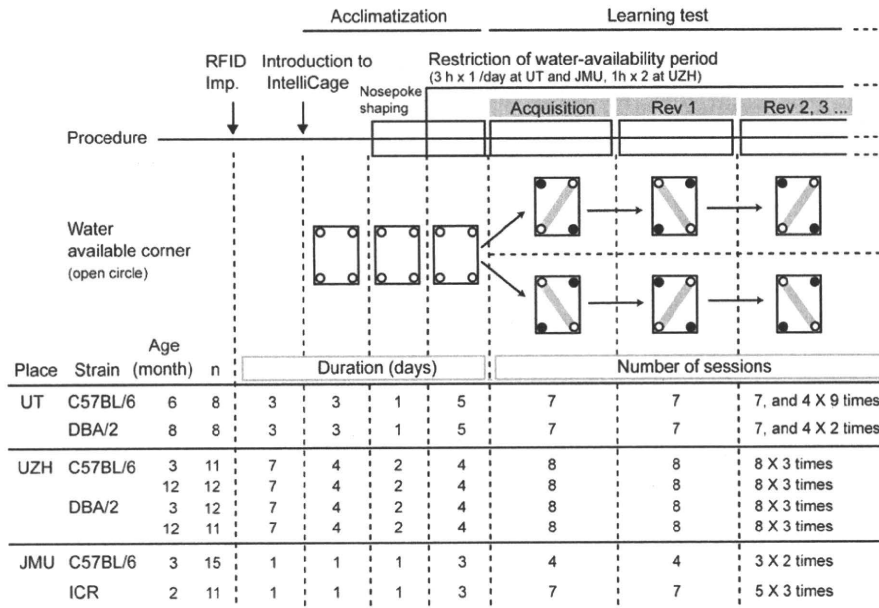 Acclimatization Learning test
RFID Imp.
Introduction to IntelliCage
Restriction of water-availability period
(3 h x 1 /day at UT and JMU, 1h x 2 at UZH)
Nosepoke shaping
Acquisition Rev 1 Rev 2, 3 ...
Procedure
Water
available corner
(open circle)
Age
Place Strain (month) n Duration (days) Number of sessions
UT C57BL/6 6 8 3 3 1 5 7 7 7, and 4 X 9 times
DBA/2 8 8 3 3 1 5 7 7 7, and 4 X 2 times
UZH C57BL/6 3 11 7 4 2 4 8 8 8 X 3 times
12 12 7 4 2 4 8 8 8 X 3 times
DBA/2 3 12 7 4 2 4 8 8 8 X 3 times
12 11 7 4 2 4 8 8 8 X 3 times
JMU C57BL/6 3 15 1 1 1 3 4 4 3 X 2 times
ICR 2 11 1 1 1 3 7 7 5 X 3 times